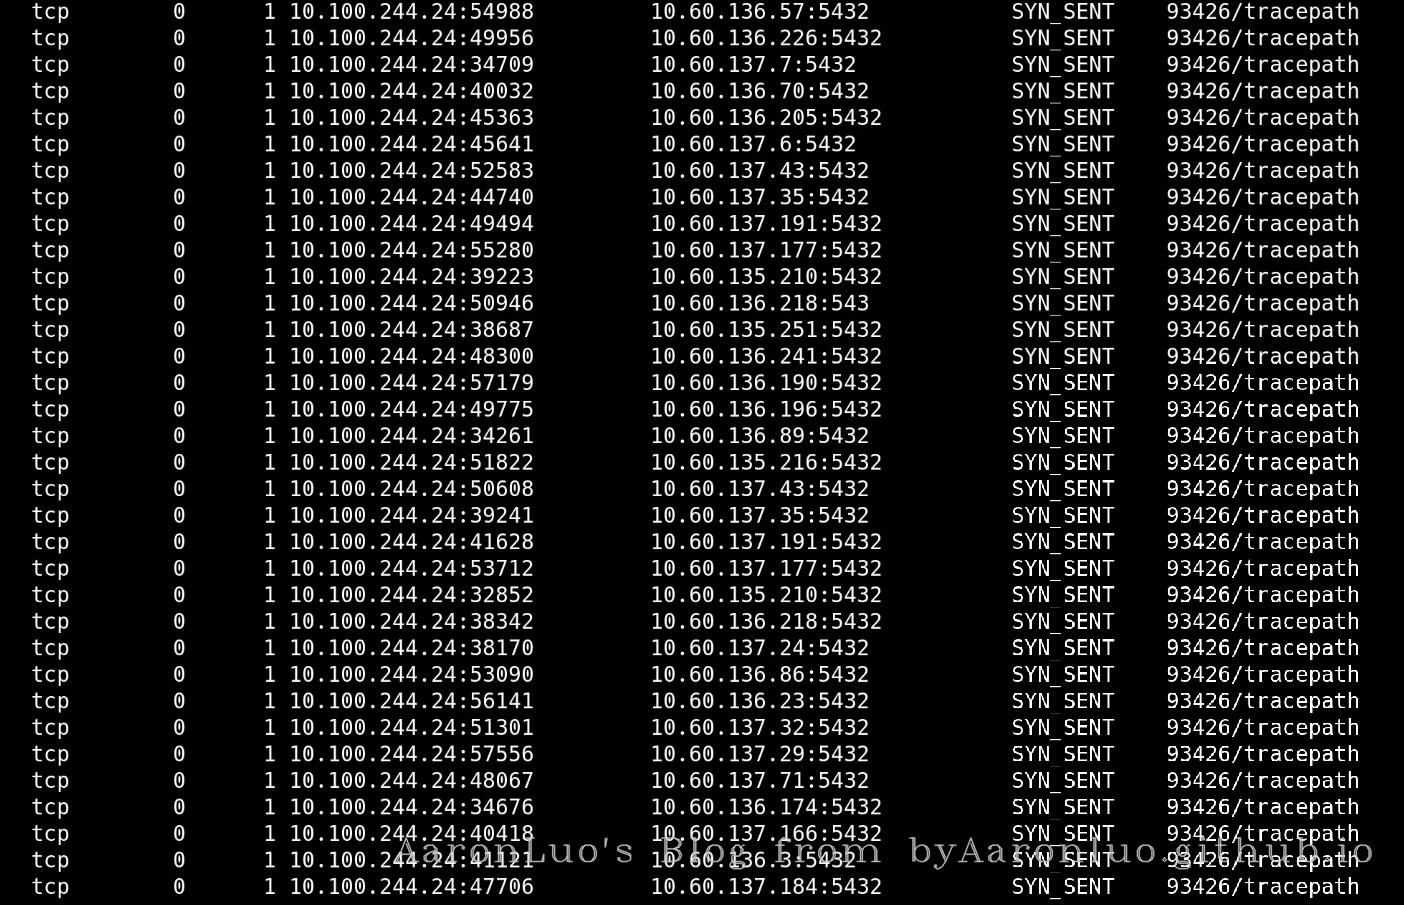 tcp 0 1 10.100.244.24:54988 10.60.136.57:5432 SYN_SENT 93426/tracepath
tcp 0 1 10.100.244.24:49956 10.60.136.226:5432 SYN_SENT 93426/tracepath
tcp 0 1 10.100.244.24:34709 10.60.137.7:5432 SYN_SENT 93426/tracepath
tcp 0 1 10.100.244.24:40032 10.60.136.70:5432 SYN_SENT 93426/tracepath
tcp 0 1 10.100.244.24:45363 10.60.136.205:5432 SYN_SENT 93426/tracepath
tcp 0 1 10.100.244.24:45641 10.60.137.6:5432 SYN_SENT 93426/tracepath
tcp 0 1 10.100.244.24:52583 10.60.137.43:5432 SYN_SENT 93426/tracepath
tcp 0 1 10.100.244.24:44740 10.60.137.35:5432 SYN_SENT 93426/tracepath
tcp 0 1 10.100.244.24:49494 10.60.137.191:5432 SYN_SENT 93426/tracepath
tcp 0 1 10.100.244.24:55280 10.60.137.177:5432 SYN_SENT 93426/tracepath
tcp 0 1 10.100.244.24:39223 10.60.135.210:5432 SYN_SENT 93426/tracepath
tcp 0 1 10.100.244.24:50946 10.60.136.218:543 SYN_SENT 93426/tracepath
tcp 0 1 10.100.244.24:38687 10.60.135.251:5432 SYN_SENT 93426/tracepath
tcp 0 1 10.100.244.24:48300 10.60.136.241:5432 SYN_SENT 93426/tracepath
tcp 0 1 10.100.244.24:57179 10.60.136.190:5432 SYN_SENT 93426/tracepath
tcp 0 1 10.100.244.24:49775 10.60.136.196:5432 SYN_SENT 93426/tracepath
tcp 0 1 10.100.244.24:34261 10.60.136.89:5432 SYN_SENT 93426/tracepath
tcp 0 1 10.100.244.24:51822 10.60.135.216:5432 SYN_SENT 93426/tracepath
tcp 0 1 10.100.244.24:50608 10.60.137.43:5432 SYN_SENT 93426/tracepath
tcp 0 1 10.100.244.24:39241 10.60.137.35:5432 SYN_SENT 93426/tracepath
tcp 0 1 10.100.244.24:41628 10.60.137.191:5432 SYN_SENT 93426/tracepath
tcp 0 1 10.100.244.24:53712 10.60.137.177:5432 SYN_SENT 93426/tracepath
tcp 0 1 10.100.244.24:32852 10.60.135.210:5432 SYN_SENT 93426/tracepath
tcp 0 1 10.100.244.24:38342 10.60.136.218:5432 SYN_SENT 93426/tracepath
tcp 0 1 10.100.244.24:38170 10.60.137.24:5432 SYN_SENT 93426/tracepath
tcp 0 1 10.100.244.24:53090 10.60.136.86:5432 SYN_SENT 93426/tracepath
tcp 0 1 10.100.244.24:56141 10.60.136.23:5432 SYN_SENT 93426/tracepath
tcp 0 1 10.100.244.24:51301 10.60.137.32:5432 SYN_SENT 93426/tracepath
tcp 0 1 10.100.244.24:57556 10.60.137.29:5432 SYN_SENT 93426/tracepath
tcp 0 1 10.100.244.24:48067 10.60.137.71:5432 SYN_SENT 93426/tracepath
tcp 0 1 10.100.244.24:34676 10.60.136.174:5432 SYN_SENT 93426/tracepath
tcp 0 1 10.100.244.24:40418 10.60.137.166:5432 SYN_SENT 93426/tracepath
AaronLuo's Blog from byAaronluo.github.io
tcp 0 1 10.100.244.24:41121 10.60.136.3:5432 SYN_SENT 93426/tracepath
tcp 0 1 10.100.244.24:47706 10.60.137.184:5432 SYN_SENT 93426/tracepath